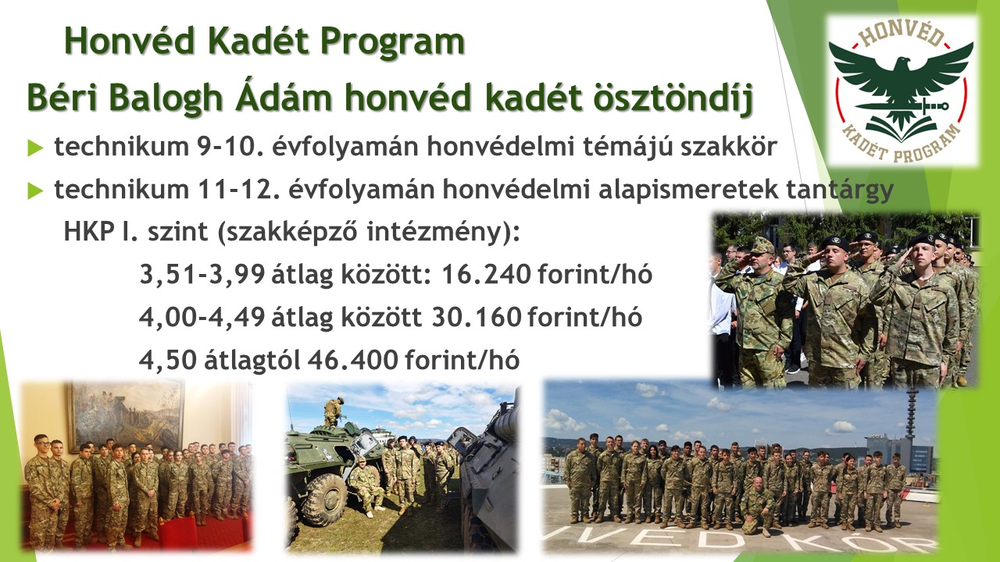 Honvéd Kadét Program
Béri Balogh Ádám honvéd kadét ösztöndíj
HONVÉD
KADÉT PROGRAM
technikum 9-10. évfolyamán honvédelmi témájú szakkör
technikum 11-12. évfolyamán honvédelmi alapismeretek tantárgy
HKP I. szint (szakképző intézmény):
3,51-3,99 átlag között: 16.240 forint/hó
4,00-4,49 átlag között 30.160 forint/hó
4,50 átlagtól 46.400 forint/hó
VÉD KÓR